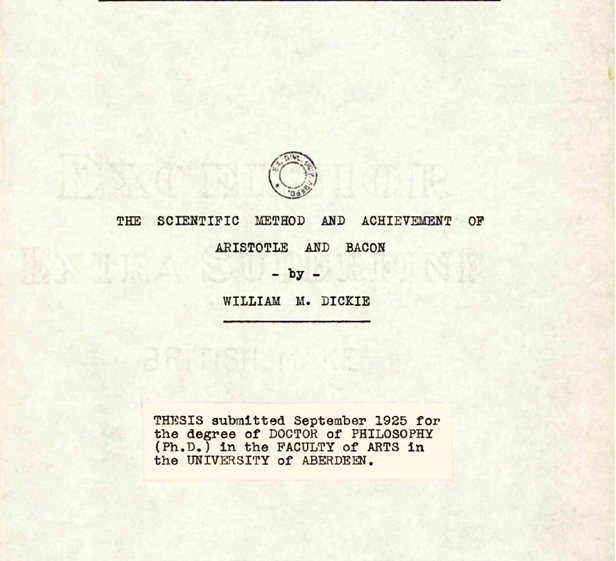 THE SCIENTIFIC METHOD AND ACHIEVEMENT OF
ARISTOTLE AND BACON
- by -
WILLIAM M. DICKIE
THESIS submitted September 1925 for
the degree of DOCTOR of PHILOSOPHY
(Ph.D.) in the FACULTY of ARTS in
the UNIVERSITY of ABERDEEN.